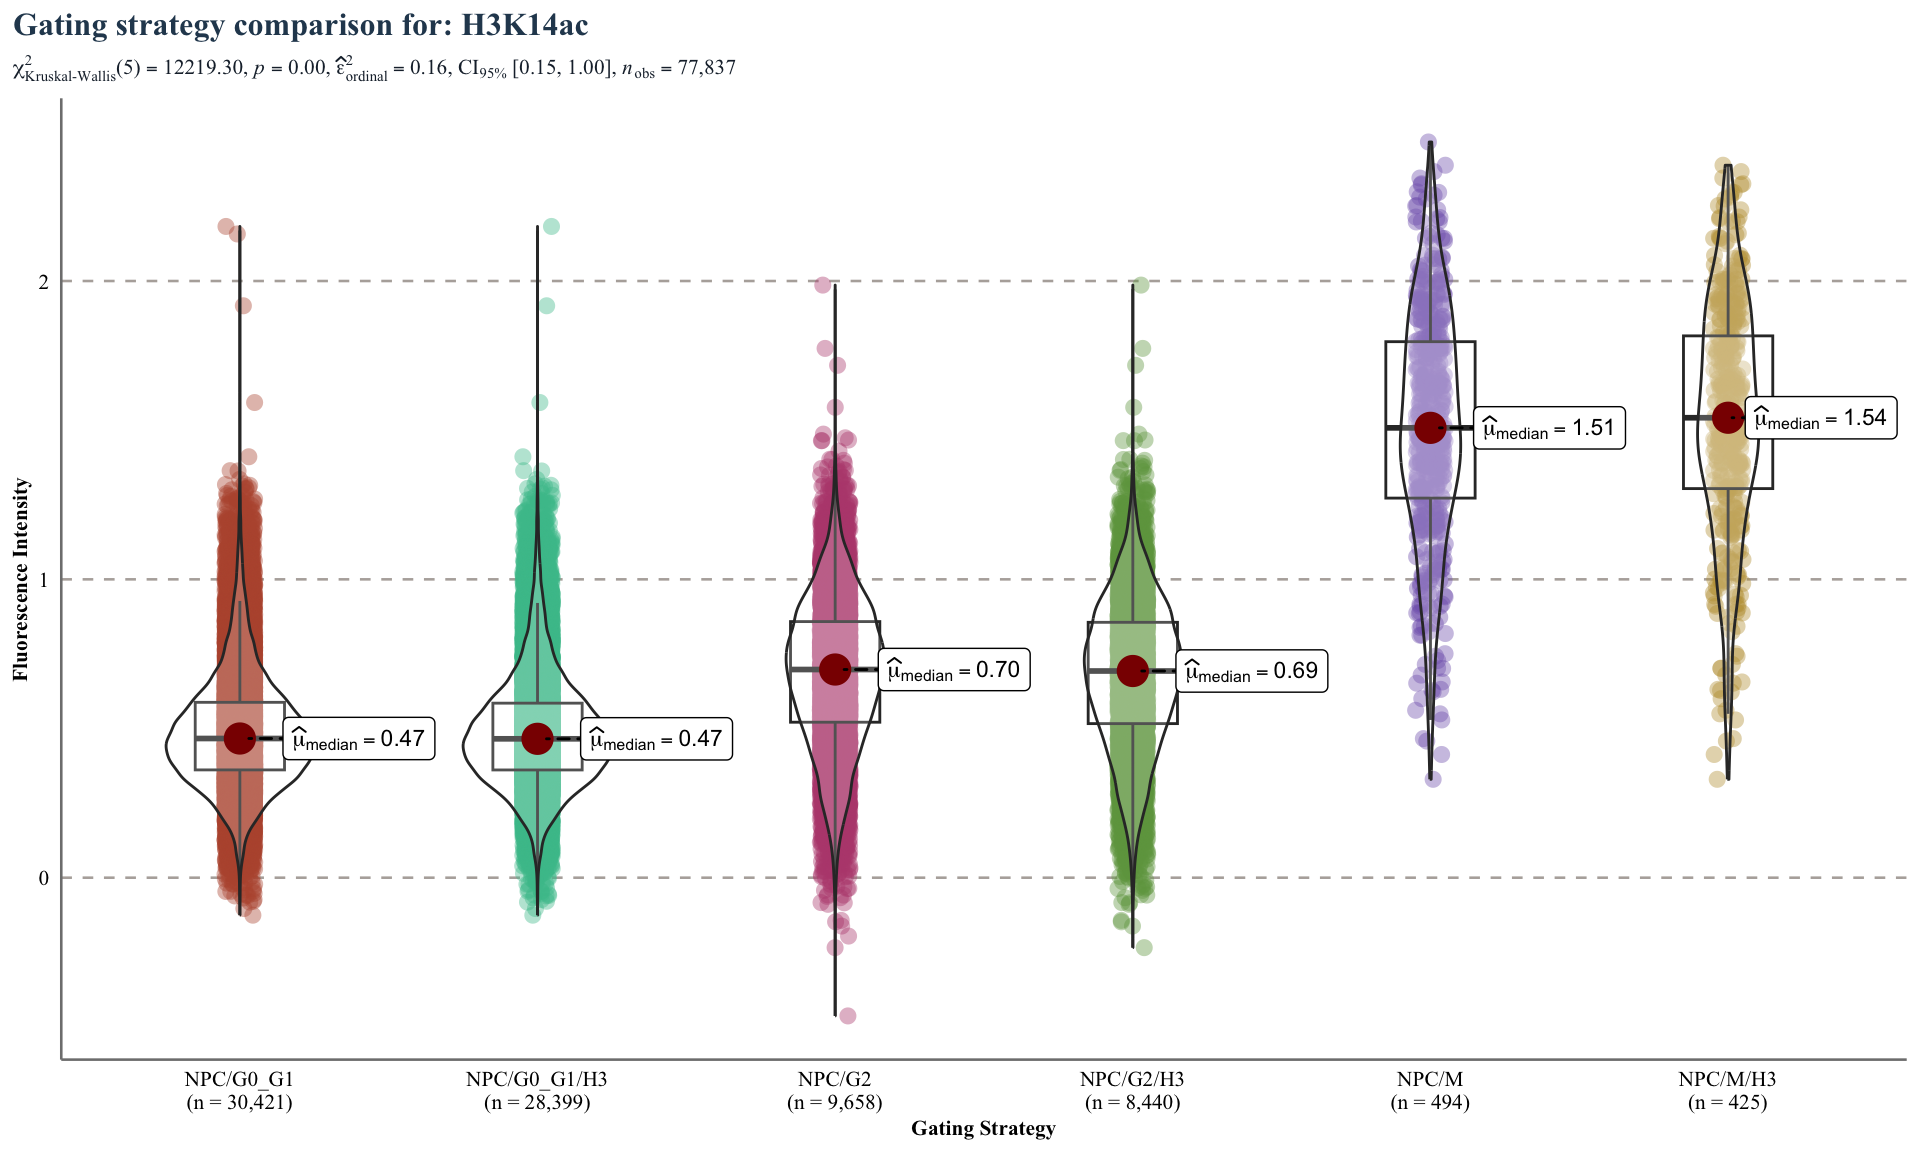 Gating strategy comparison for: H3K14ac
χ²Kruskal-Wallis(5) = 12219.30, p = 0.00, ε̂²ordinal = 0.16, CI95% [0.15, 1.00], nobs = 77,837
Fluorescence Intensity
2
1
0
μ̂median = 0.47
μ̂median = 0.47
μ̂median = 0.70
μ̂median = 0.69
μ̂median = 1.51
μ̂median = 1.54
NPC/G0_G1
(n = 30,421)
NPC/G0_G1/H3
(n = 28,399)
NPC/G2
(n = 9,658)
NPC/G2/H3
(n = 8,440)
NPC/M
(n = 494)
NPC/M/H3
(n = 425)
Gating Strategy